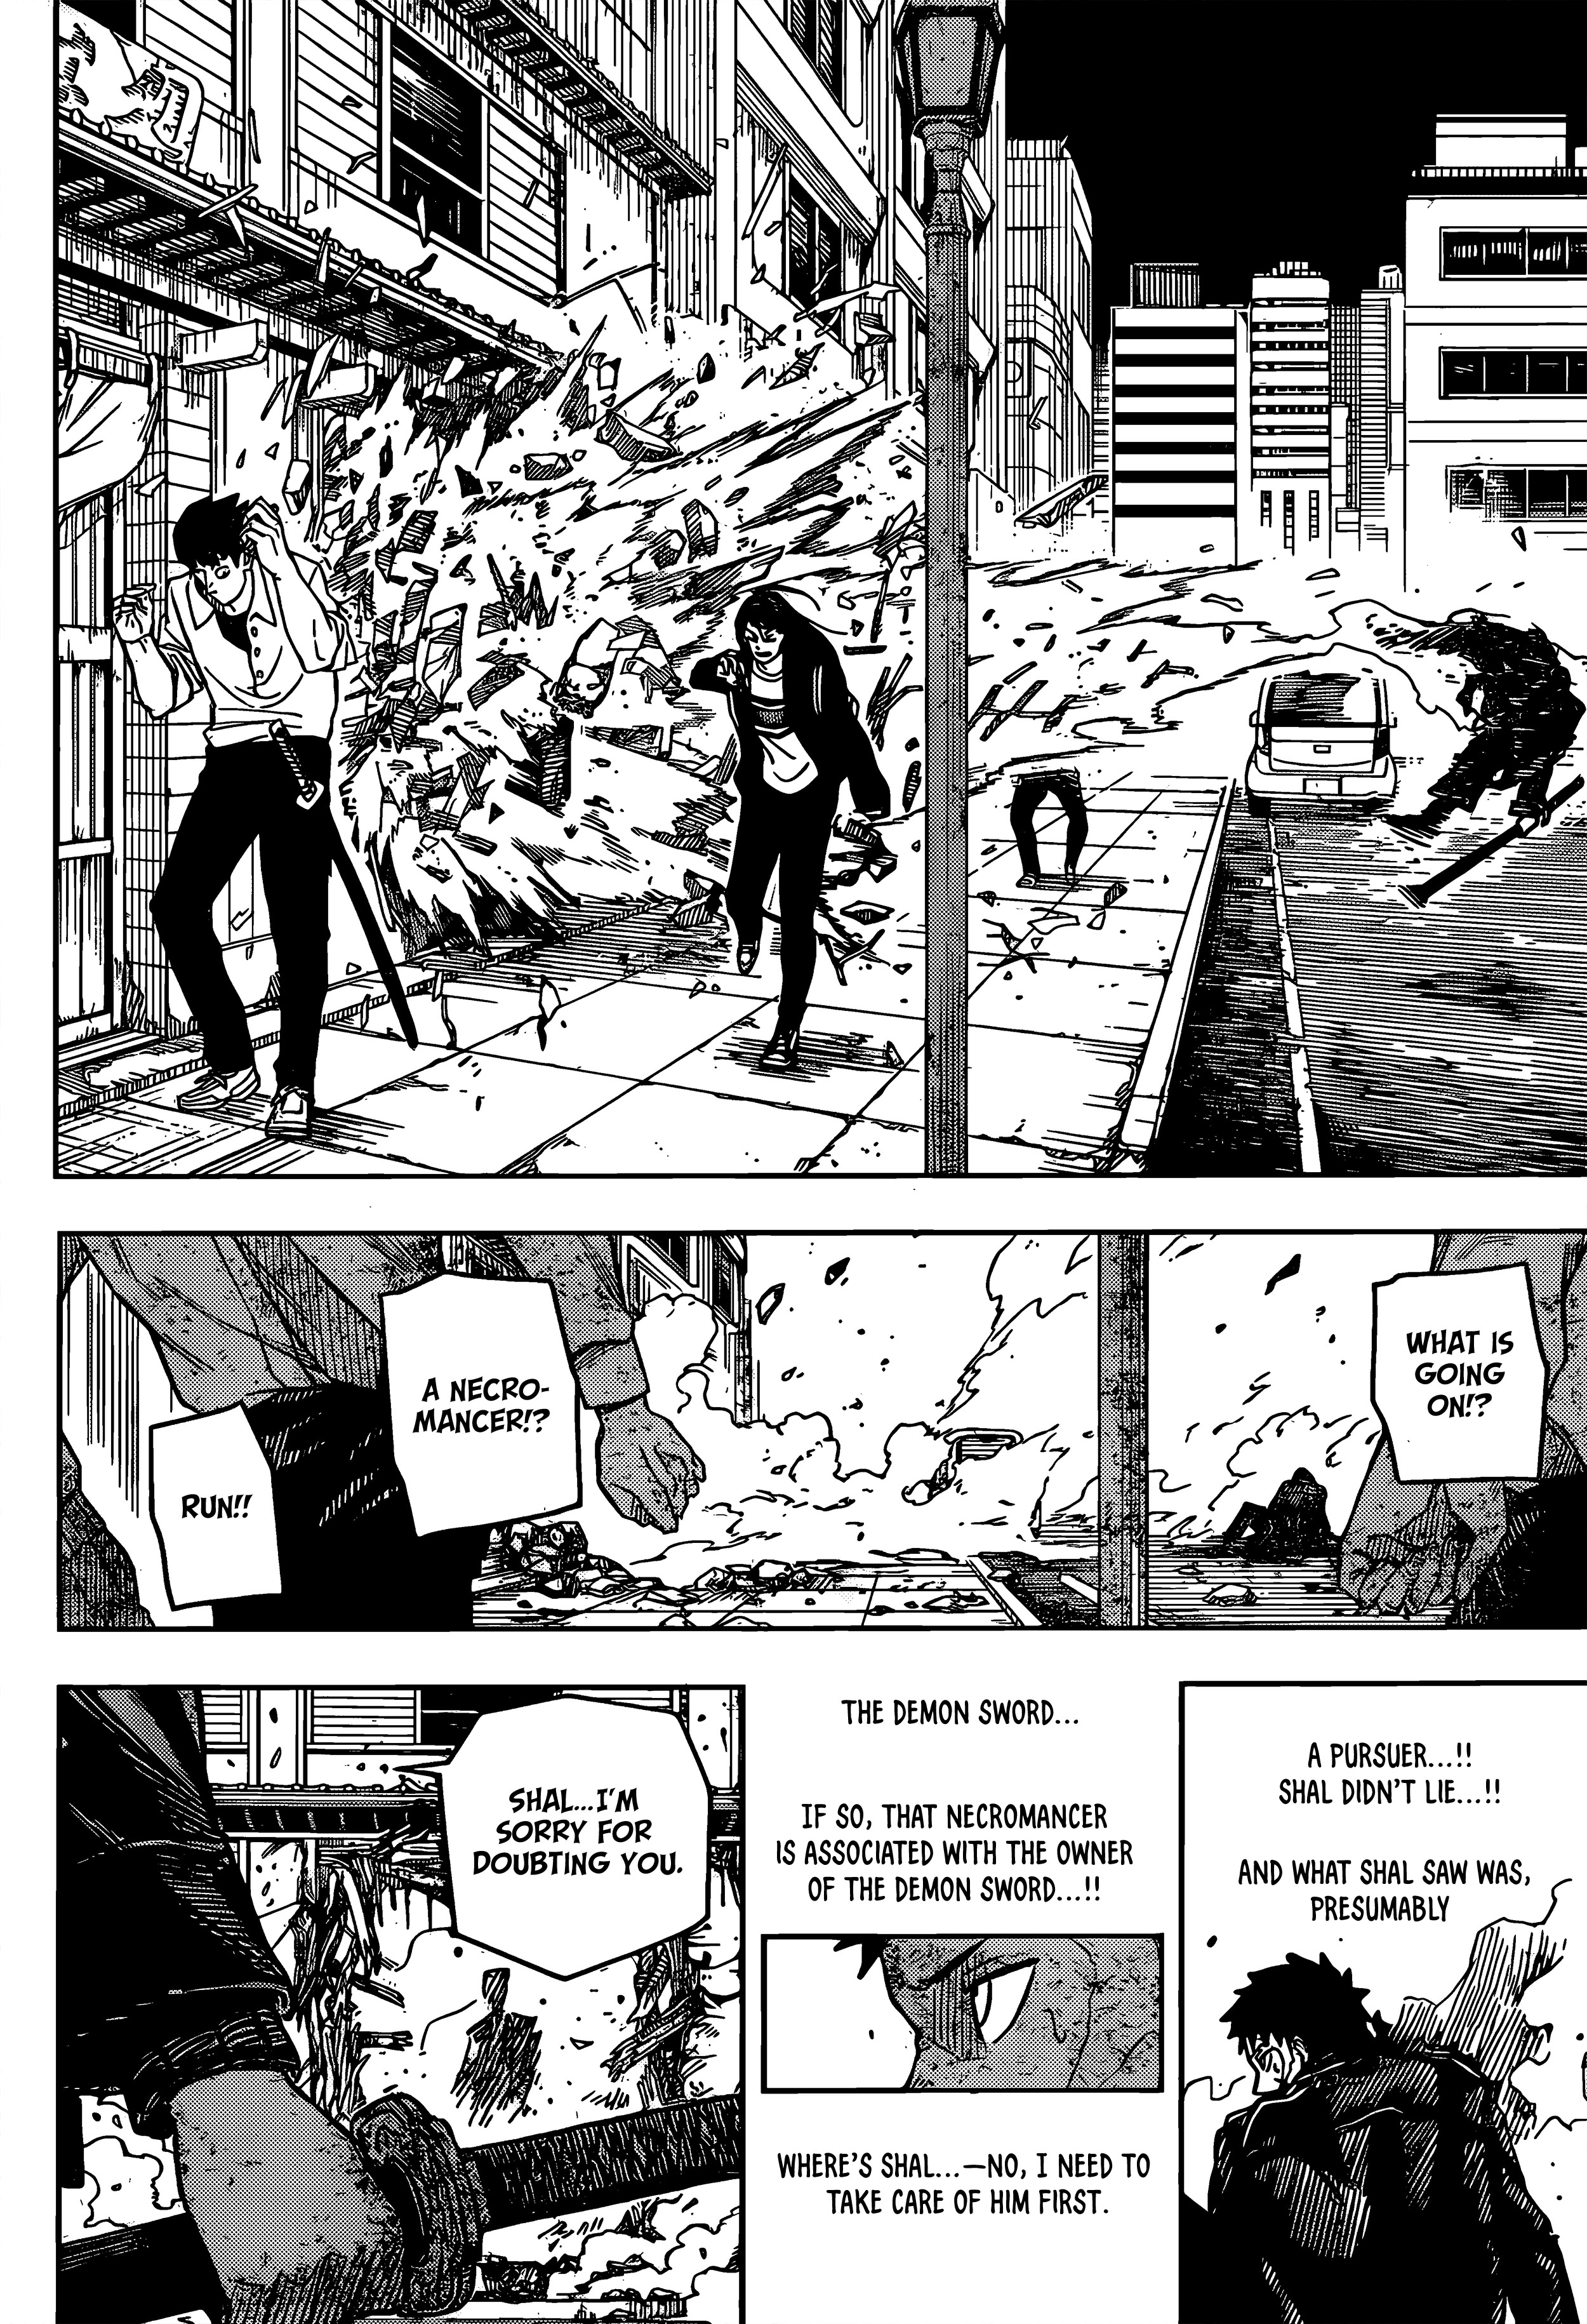 WHAT IS
GOING
ON!?
A NECRO-
MANCER!?
RUN!!
A PURSUER...!!
SHAL DIDN'T LIE...!!
AND WHAT SHAL SAW WAS,
PRESUMABLY
THE DEMON SWORD...
IF SO, THAT NECROMANCER
IS ASSOCIATED WITH THE OWNER
OF THE DEMON SWORD...!!
WHERE'S SHAL...—NO, I NEED TO
TAKE CARE OF HIM FIRST.
SHAL...I'M
SORRY FOR
DOUBTING YOU.